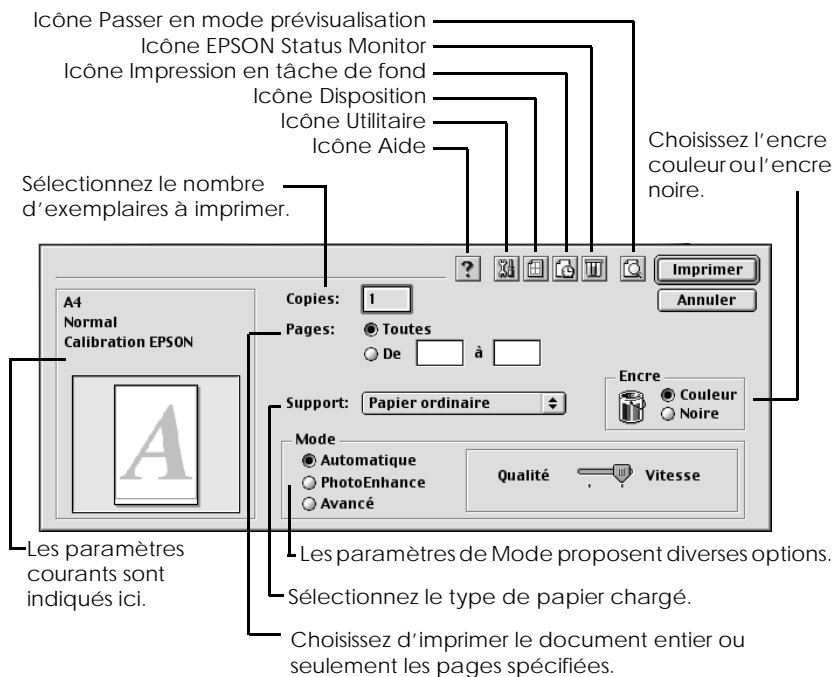 Icône Passer en mode prévisualisation
Icône EPSON Status Monitor
Icône Impression en tâche de fond
Icône Disposition
Icône Utilitaire
Icône Aide
Choisissez l'encre
couleur ou l'encre
noire.
Sélectionnez le nombre
d'exemplaires à imprimer.
?
Imprimer
Annuler
A4
Normal
Calibration EPSON
A
Copies: 1
Pages: Toutes
De à
Support: Papier ordinaire
Encre
Couleur
Noire
Mode
Automatique
PhotoEnhance
Avancé
Qualité Vitesse
Les paramètres
courants sont
indiqués ici.
Les paramètres de Mode proposent diverses options.
Sélectionnez le type de papier chargé.
Choisissez d'imprimer le document entier ou
seulement les pages spécifiées.